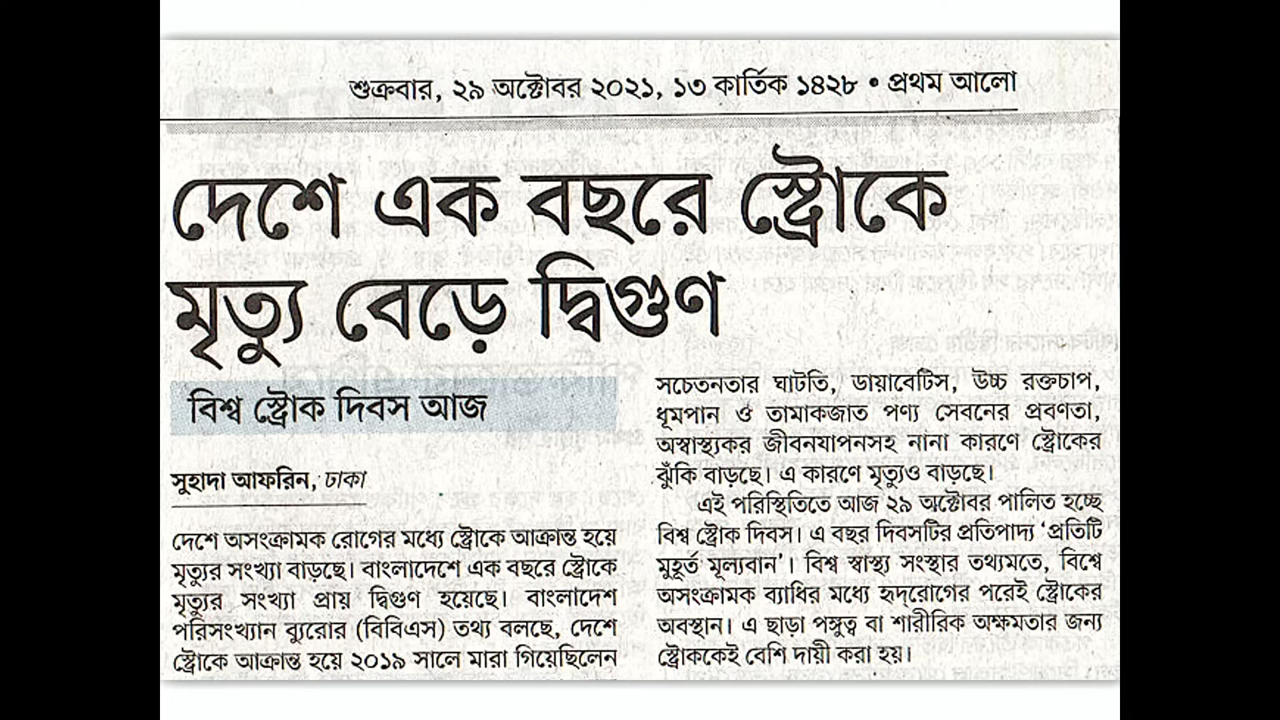 শুক্রবার, ২৯ অক্টোবর ২০২১, ১৩ কার্তিক ১৪২৮ • প্রথম আলো
দেশে এক বছরে স্ট্রোকে
মৃত্যু বেড়ে দ্বিগুণ
বিশ্ব স্ট্রোক দিবস আজ
সুহাদা আফরিন, ঢাকা
দেশে অসংক্রামক রোগের মধ্যে স্ট্রোকে আক্রান্ত হয়ে
মৃত্যুর সংখ্যা বাড়ছে। বাংলাদেশে এক বছরে স্ট্রোকে
মৃত্যুর সংখ্যা প্রায় দ্বিগুণ হয়েছে। বাংলাদেশ
পরিসংখ্যান ব্যুরোর (বিবিএস) তথ্য বলছে, দেশে
স্ট্রোকে আক্রান্ত হয়ে ২০১৯ সালে মারা গিয়েছিলেন
সচেতনতার ঘাটতি, ডায়াবেটিস, উচ্চ রক্তচাপ,
ধূমপান ও তামাকজাত পণ্য সেবনের প্রবণতা,
অস্বাস্থ্যকর জীবনযাপনসহ নানা কারণে স্ট্রোকের
ঝুঁকি বাড়ছে। এ কারণে মৃত্যুও বাড়ছে।
এই পরিস্থিতিতে আজ ২৯ অক্টোবর পালিত হচ্ছে
বিশ্ব স্ট্রোক দিবস। এ বছর দিবসটির প্রতিপাদ্য ‘প্রতিটি
মুহূর্ত মূল্যবান’। বিশ্ব স্বাস্থ্য সংস্থার তথ্যমতে, বিশ্বে
অসংক্রামক ব্যাধির মধ্যে হৃদ্‌রোগের পরেই স্ট্রোকের
অবস্থান। এ ছাড়া পঙ্গুত্ব বা শারীরিক অক্ষমতার জন্য
স্ট্রোককেই বেশি দায়ী করা হয়।